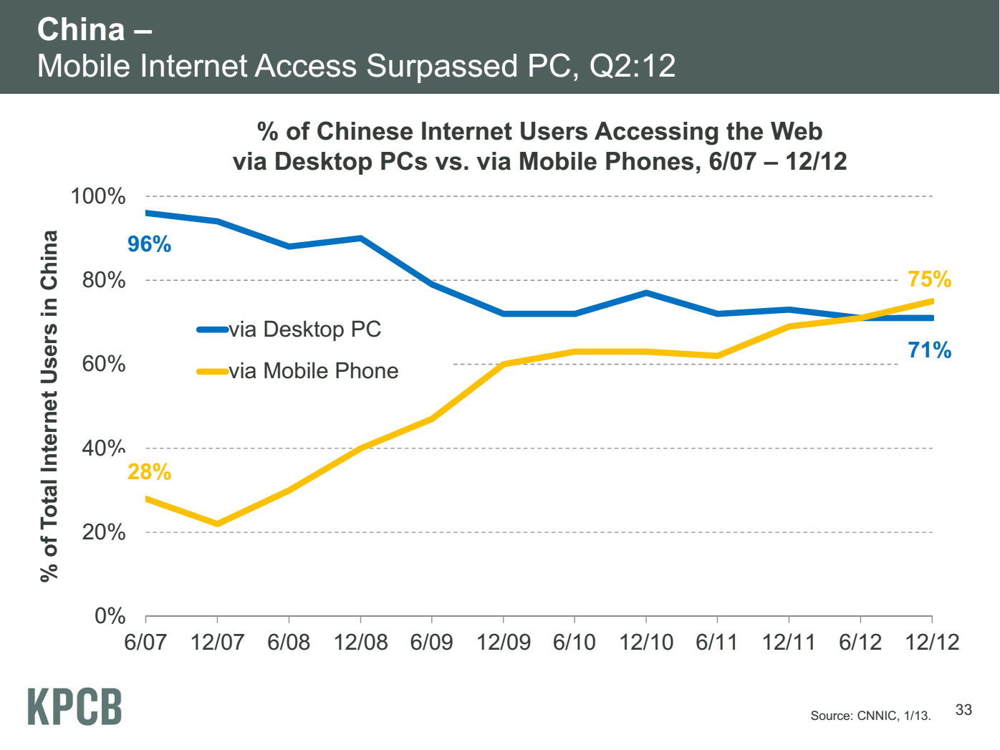 China –
Mobile Internet Access Surpassed PC, Q2:12
% of Chinese Internet Users Accessing the Web
via Desktop PCs vs. via Mobile Phones, 6/07 – 12/12
% of Total Internet Users in China
100%
80%
60%
40%
20%
0%
96%
28%
75%
71%
via Desktop PC
via Mobile Phone
6/07 12/07 6/08 12/08 6/09 12/09 6/10 12/10 6/11 12/11 6/12 12/12
KPCB
Source: CNNIC, 1/13.
33